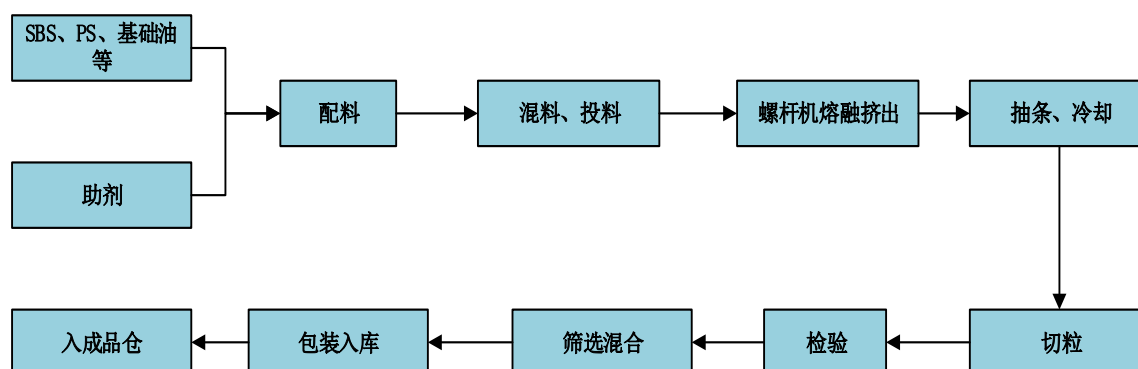 SBS、PS、基础油
等
助剂
配料
混料、投料
螺杆机熔融挤出
抽条、冷却
切粒
检验
筛选混合
包装入库
入成品仓